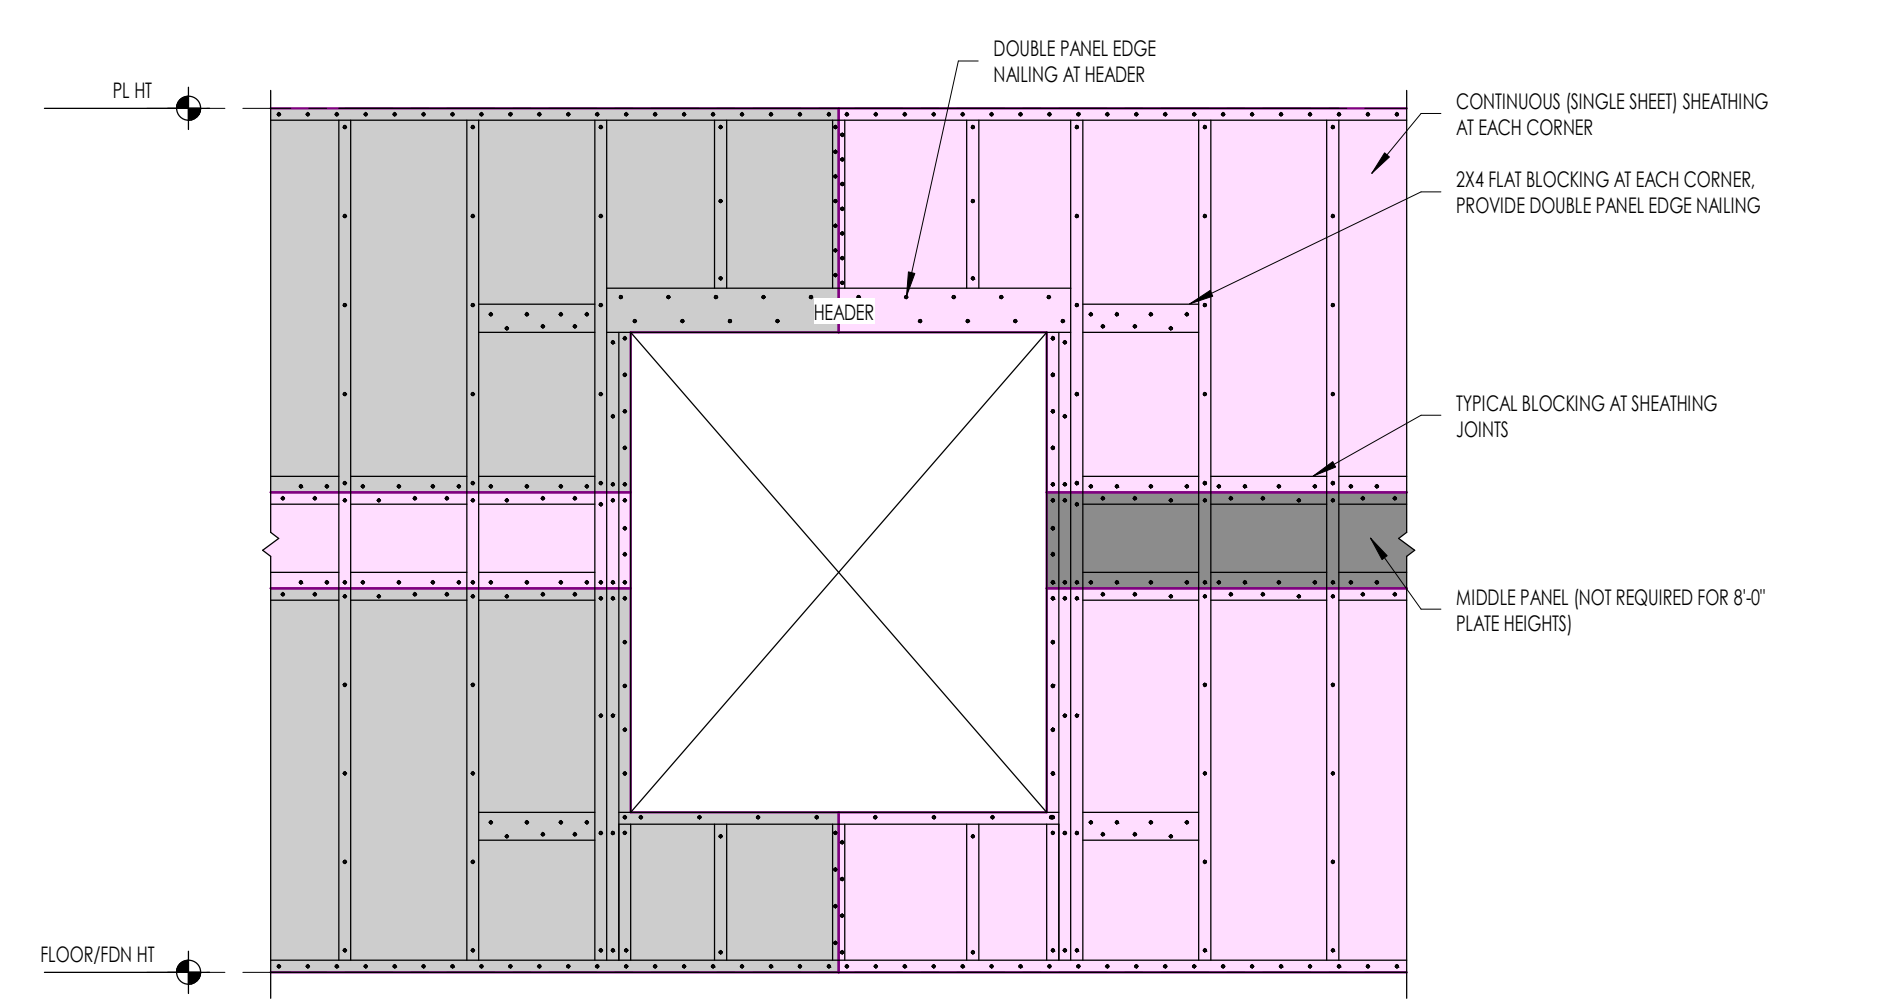 DOUBLE PANEL EDGE
NAILING AT HEADER
PL HT
CONTINUOUS (SINGLE SHEET) SHEATHING
AT EACH CORNER
2X4 FLAT BLOCKING AT EACH CORNER,
PROVIDE DOUBLE PANEL EDGE NAILING
HEADER
TYPICAL BLOCKING AT SHEATHING
JOINTS
MIDDLE PANEL (NOT REQUIRED FOR 8'-0"
PLATE HEIGHTS)
FLOOR/FDN HT